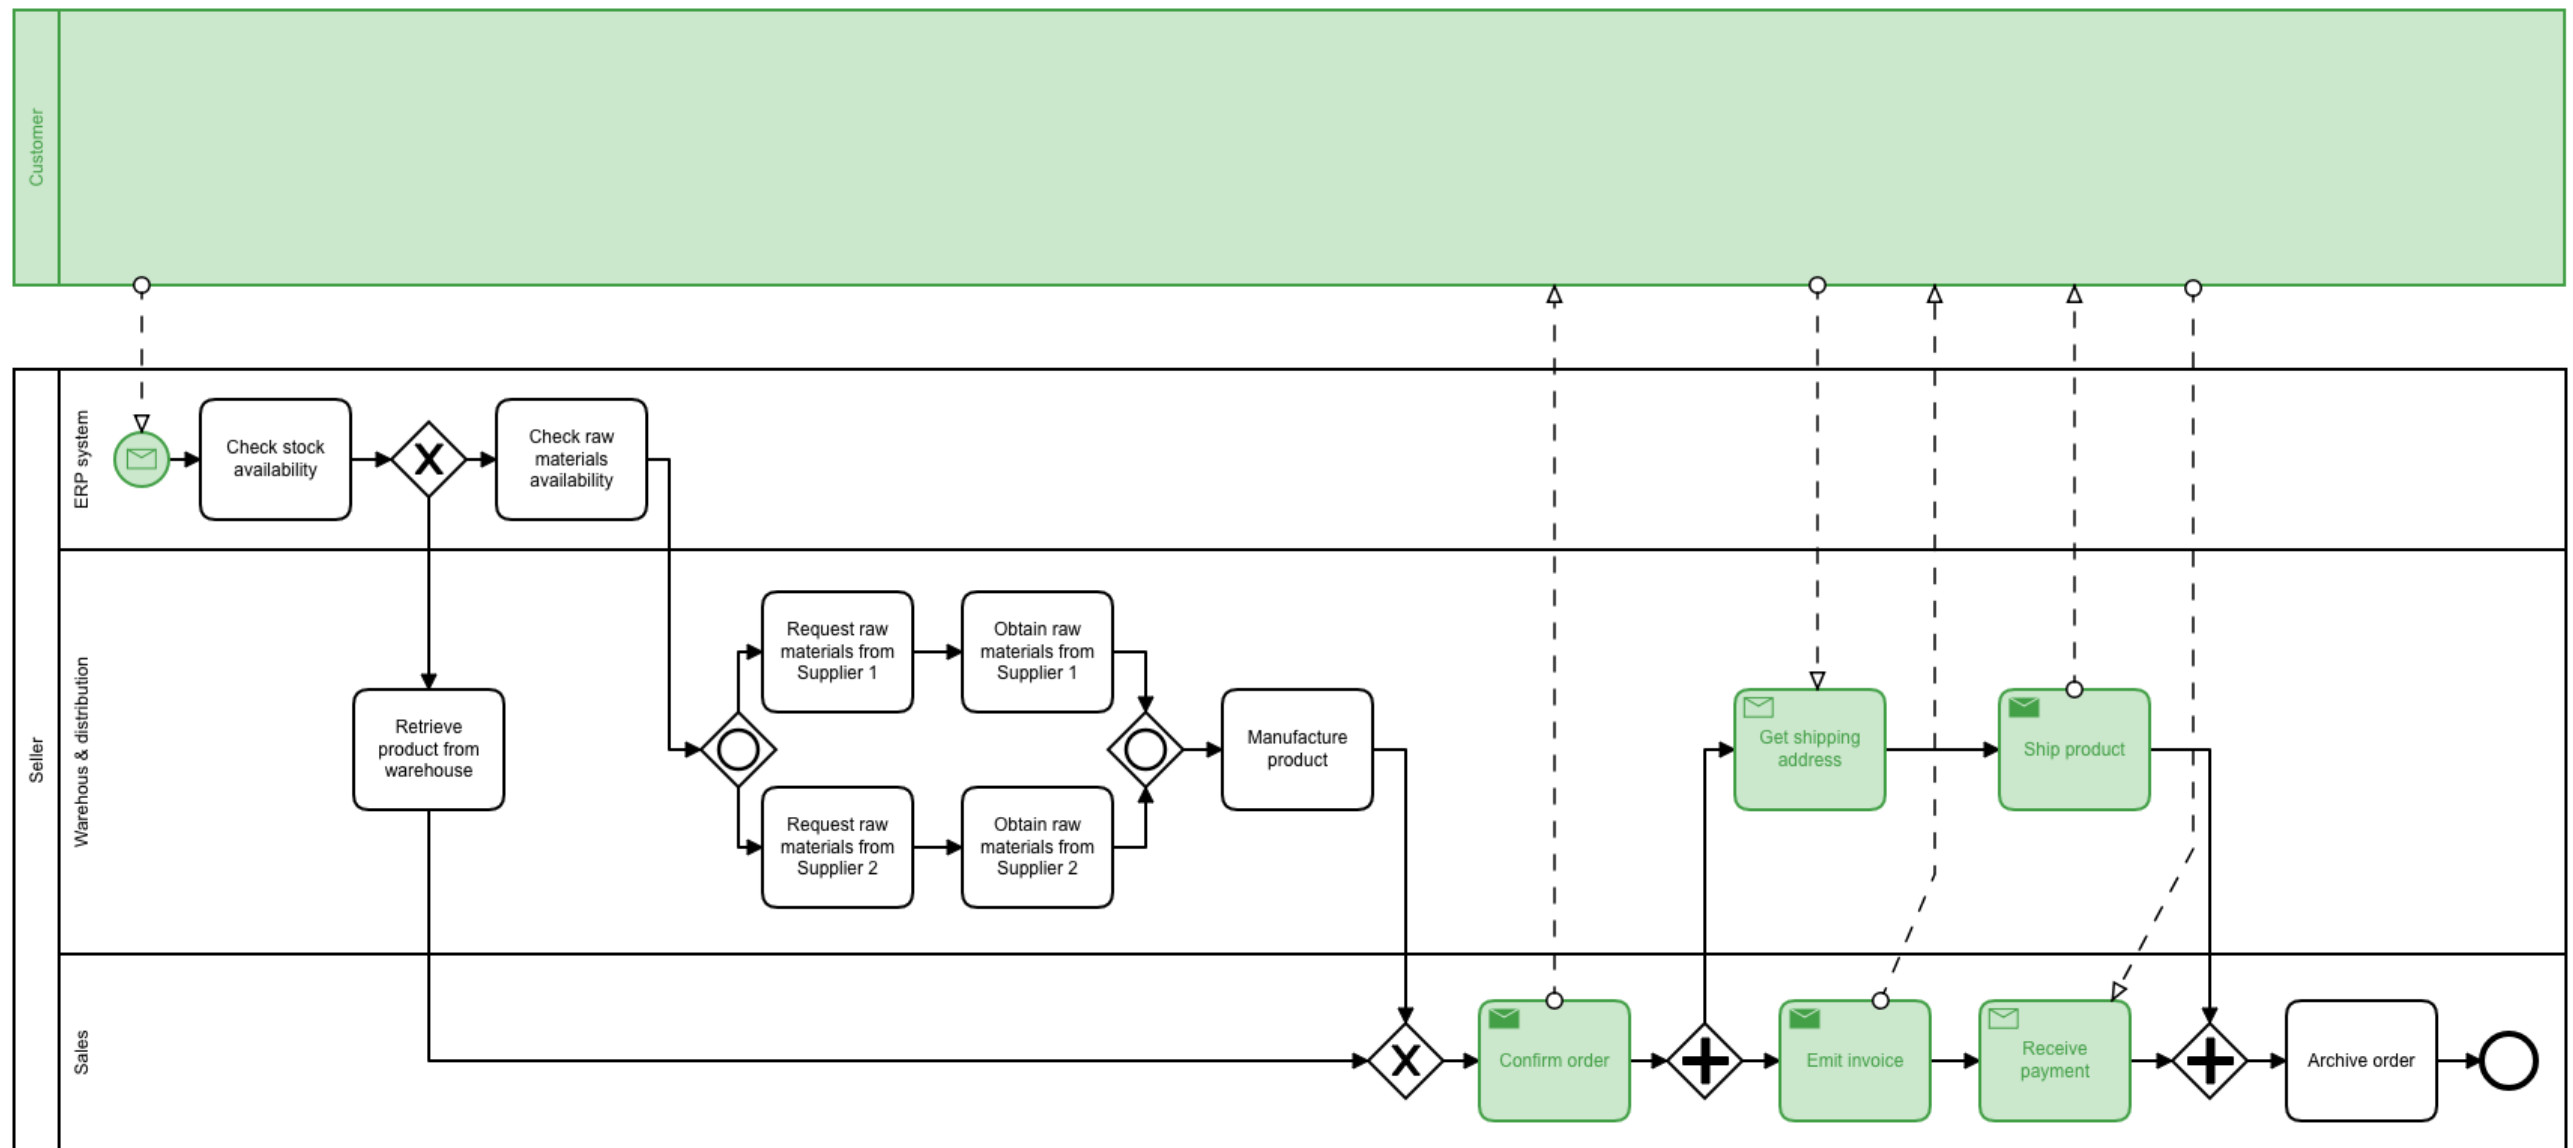 Customer
Seller
ERP system
Check stock
availability
X
Check raw
materials
availability
Warehous & distribution
Retrieve
product from
warehouse
Request raw
materials from
Supplier 1
Obtain raw
materials from
Supplier 1
Request raw
materials from
Supplier 2
Obtain raw
materials from
Supplier 2
Manufacture
product
Get shipping
address
Ship product
Sales
X
Confirm order
Emit invoice
Receive
payment
Archive order